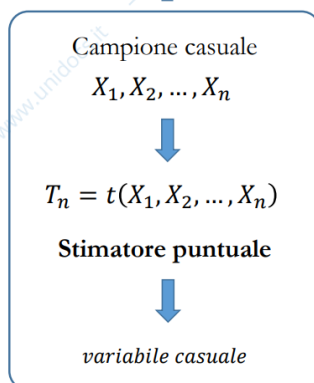 Campione casuale
X₁, X₂, … , Xₙ
Tₙ = t(X₁, X₂, … , Xₙ)
Stimatore puntuale
variabile casuale